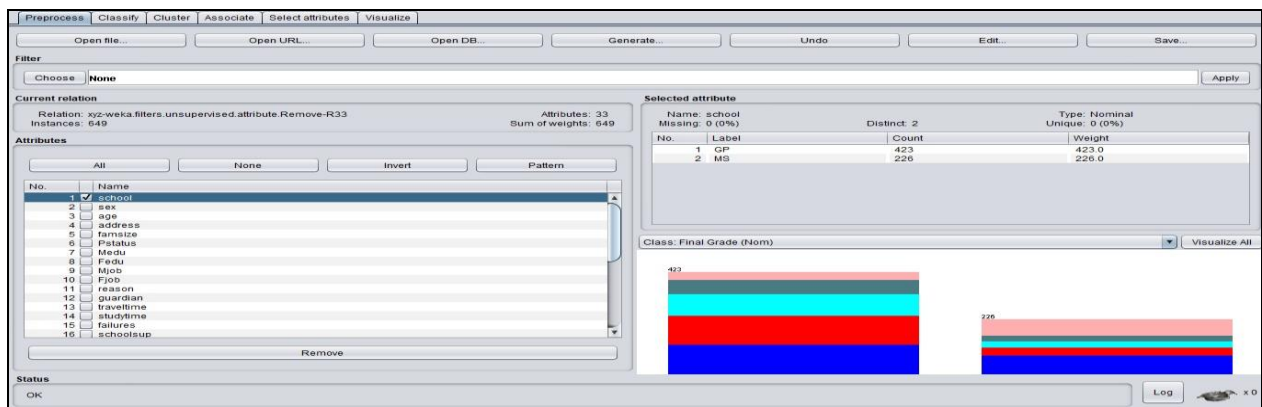 Preprocess Classify Cluster Associate Select attributes Visualize
Open file... Open URL... Open DB... Generate... Undo Edit... Save...
Filter
Choose None Apply
Current relation
Relation: xyz-weka.filters.unsupervised.attribute.Remove-R33 Attributes: 33
Instances: 649 Sum of weights: 649
Attributes
All None Invert Pattern
No. Name
1 school
2 sex
3 age
4 address
5 famsize
6 Pstatus
7 Medu
8 Fedu
9 Mjob
10 Fjob
11 reason
12 guardian
13 traveltime
14 studytime
15 failures
16 schoolsup
Remove
Selected attribute
Name: school Type: Nominal
Missing: 0 (0%) Distinct: 2 Unique: 0 (0%)
No. Label Count Weight
1 GP 423 423.0
2 MS 226 226.0
Class: Final Grade (Nom) Visualize All
423
226
Status
OK Log x 0